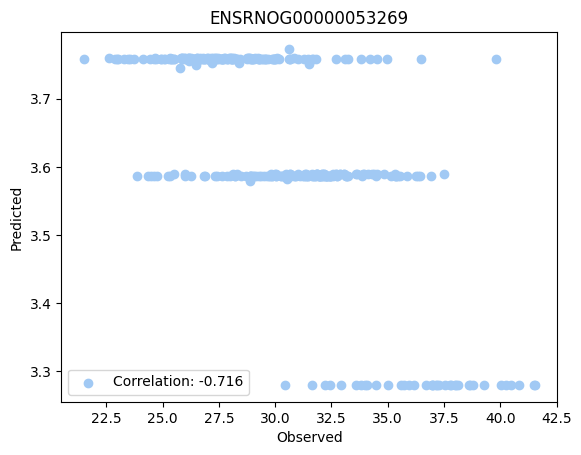 ENSRNOG00000053269
Predicted
3.7
3.6
3.5
3.4
3.3
Correlation: -0.716
22.5 25.0 27.5 30.0 32.5 35.0 37.5 40.0 42.5
Observed